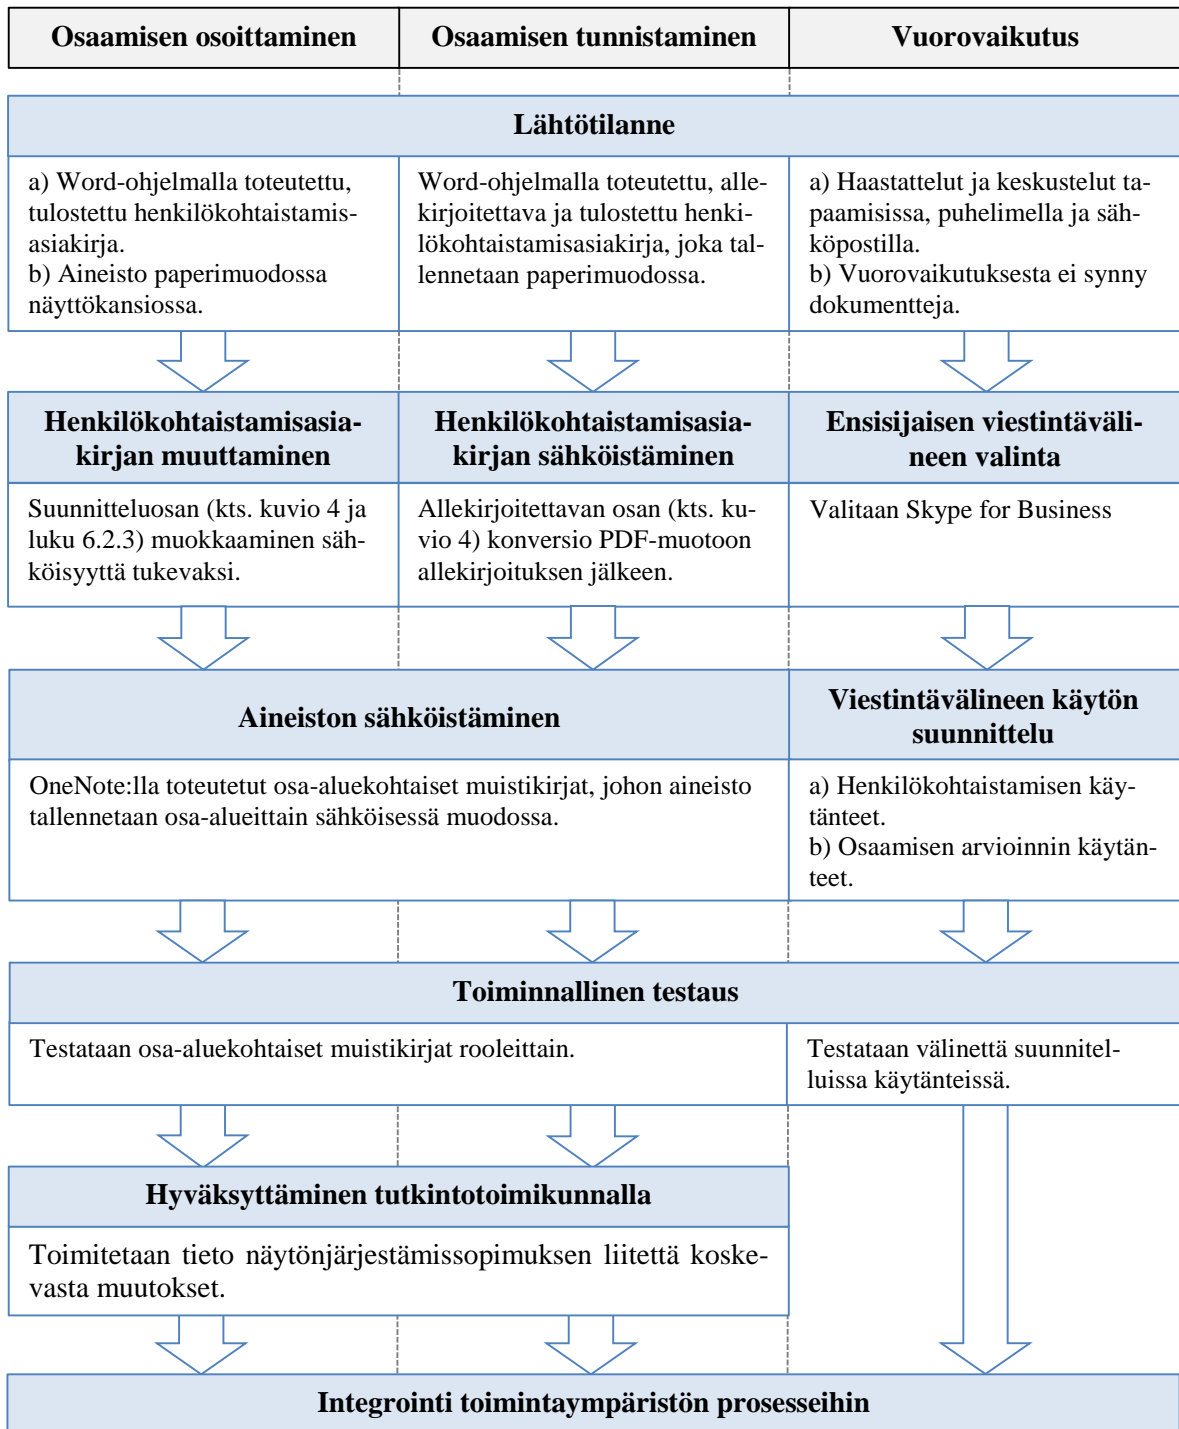 Osaamisen osoittaminen
Osaamisen tunnistaminen
Vuorovaikutus
Lähtötilanne
a) Word-ohjelmalla toteutettu,
tulostettu henkilökohtaistamis-
asiakirja.
b) Aineisto paperimuodossa
näyttökansiossa.
Word-ohjelmalla toteutettu, alle-
kirjoitettava ja tulostettu henki-
lökohtaistamisasiakirja, joka tal-
lennetaan paperimuodossa.
a) Haastattelut ja keskustelut ta-
paamisissa, puhelimella ja säh-
köpostilla.
b) Vuorovaikutuksesta ei synny
dokumentteja.
Henkilökohtaistamisasia-
kirjan muuttaminen
Henkilökohtaistamisasia-
kirjan sähköistäminen
Ensisijaisen viestintäväli-
neen valinta
Suunnitteluosan (kts. kuvio 4 ja
luku 6.2.3) muokkaaminen säh-
köisyyttä tukevaksi.
Allekirjoitettavan osan (kts. ku-
vio 4) konversio PDF-muotoon
allekirjoituksen jälkeen.
Valitaan Skype for Business
Aineiston sähköistäminen
Viestintävälineen käytön
suunnittelu
OneNote:lla toteutetut osa-aluekohtaiset muistikirjat, johon aineisto
tallennetaan osa-alueittain sähköisessä muodossa.
a) Henkilökohtaistamisen käy-
tänteet.
b) Osaamisen arvioinnin käytän-
teet.
Toiminnallinen testaus
Testataan osa-aluekohtaiset muistikirjat rooleittain.
Testataan välinettä suunnitel-
luissa käytänteissä.
Hyväksyttäminen tutkintotoimikunnalla
Toimitetaan tieto näytönjärjestämissopimuksen liitettä koske-
vasta muutokset.
Integrointi toimintaympäristön prosesseihin